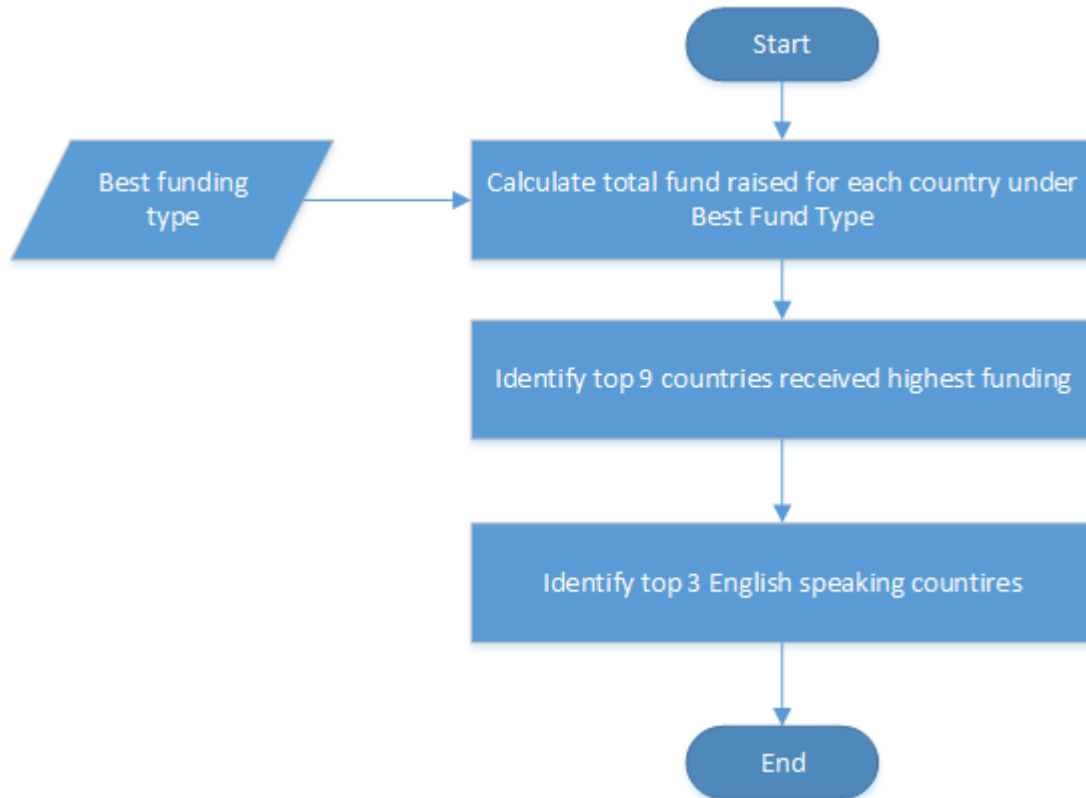 Start
Best funding
type
Calculate total fund raised for each country under
Best Fund Type
Identify top 9 countries received highest funding
Identify top 3 English speaking countires
End